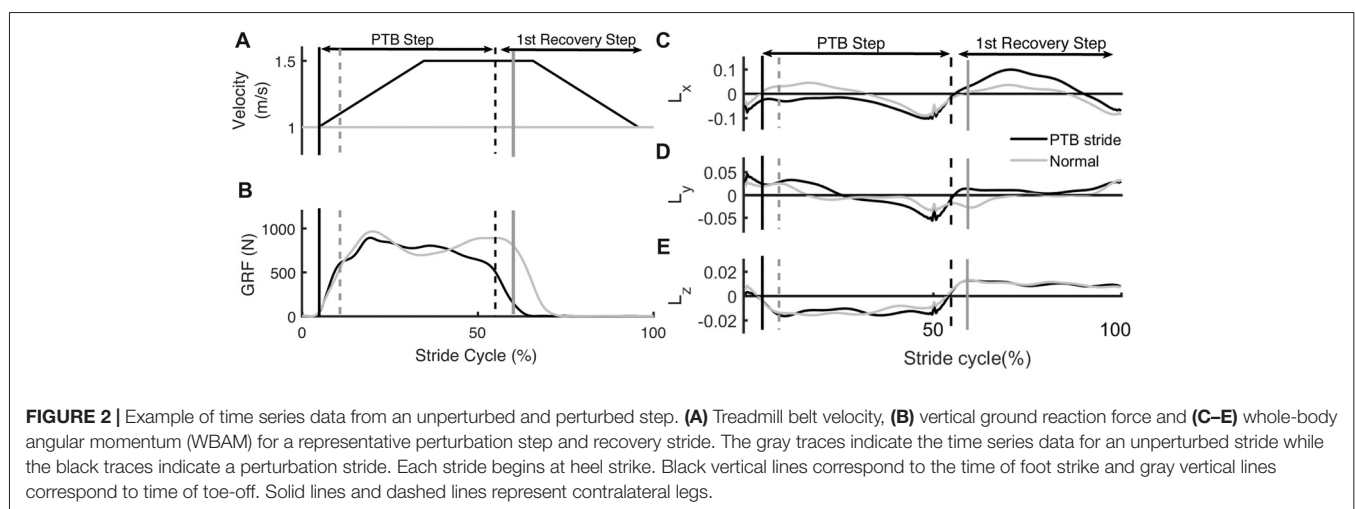 A
PTB Step
1st Recovery Step
1.5
1
Velocity
(m/s)
B
1000
500
0
GRF (N)
0
50
100
Stride Cycle (%)
C
PTB Step
1st Recovery Step
0.1
0
-0.1
Lx
PTB stride
Normal
D
0.05
0
-0.05
Ly
E
0.02
0
-0.02
Lz
50
100
Stride cycle(%)
FIGURE 2 | Example of time series data from an unperturbed and perturbed step. (A) Treadmill belt velocity, (B) vertical ground reaction force and (C–E) whole-body
angular momentum (WBAM) for a representative perturbation step and recovery stride. The gray traces indicate the time series data for an unperturbed stride while
the black traces indicate a perturbation stride. Each stride begins at heel strike. Black vertical lines correspond to the time of foot strike and gray vertical lines
correspond to time of toe-off. Solid lines and dashed lines represent contralateral legs.